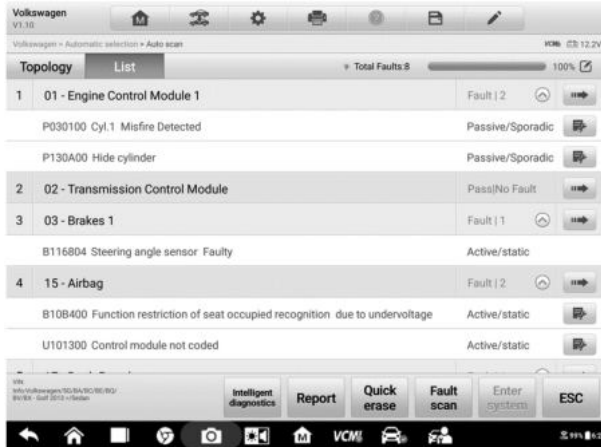 Volkswagen
V1.10
Volkswagen > Automatic selection > Auto scan
VCMI 12.2V
Topology List Total Faults:8 100%
1 01 - Engine Control Module 1 Fault | 2
P030100 Cyl.1 Misfire Detected Passive/Sporadic
P130A00 Hide cylinder Passive/Sporadic
2 02 - Transmission Control Module Pass|No Fault
3 03 - Brakes 1 Fault | 1
B116804 Steering angle sensor Faulty Active/static
4 15 - Airbag Fault | 2
B10B400 Function restriction of seat occupied recognition due to undervoltage Active/static
U101300 Control module not coded Active/static
VIN
Intelligent diagnostics Report Quick erase Fault scan Enter system ESC
VCMI 99%